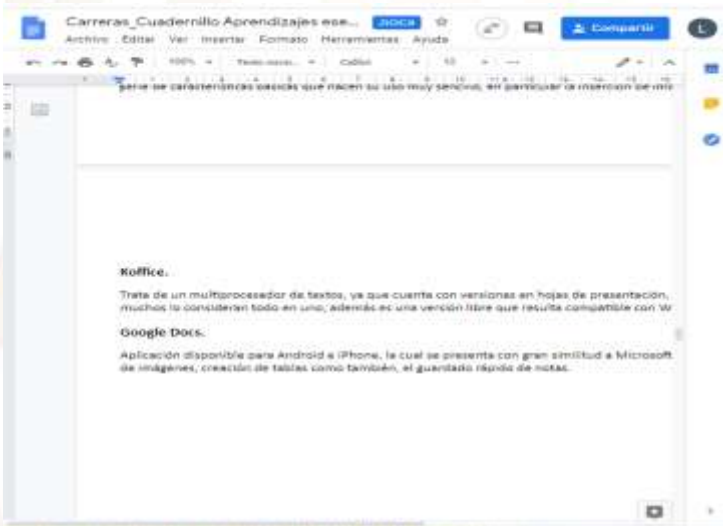 Carreras_Cuadernillo Aprendizajes ese... .DOCX
Compartir
L
Archivo Editar Ver Insertar Formato Herramientas Ayuda
100% Texto norm... Calibri 12
serie de características básicas que hacen su uso muy sencillo, en particular la inserción de
Koffice.
Trata de un multiprocesador de textos, ya que cuenta con versiones en hojas de presentación,
muchos lo consideran todo en uno, además es una versión libre que resulta compatible con W
Google Docs.
Aplicación disponible para Android e iPhone, la cual se presenta con gran similitud a Microsoft
de imágenes, creación de tablas como también, el guardado rápido de notas.